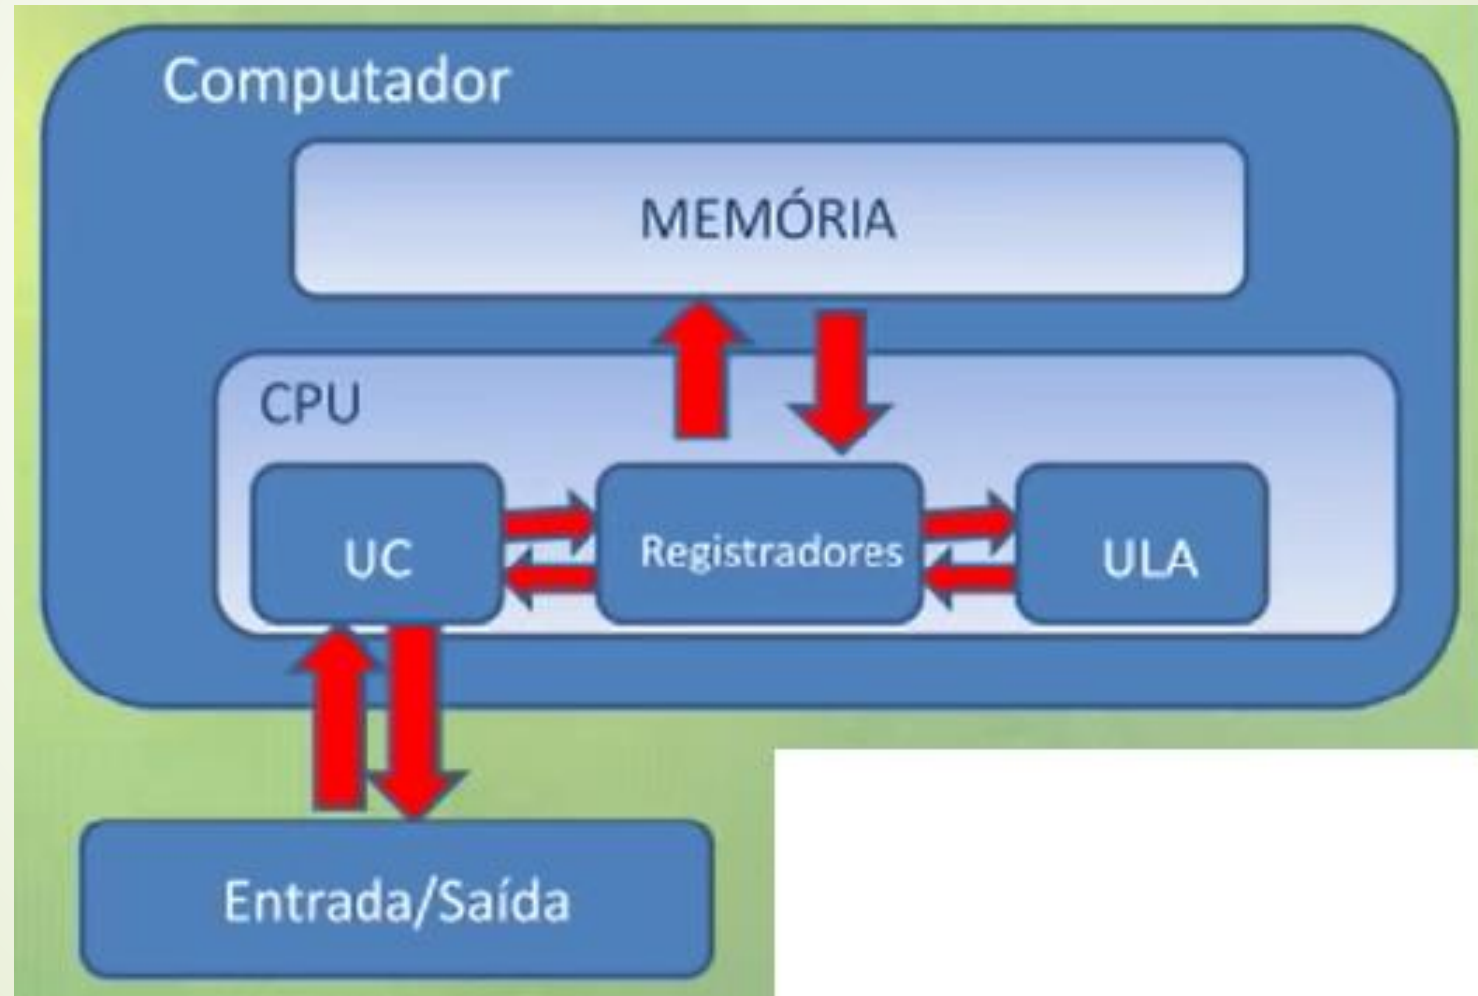 Computador
MEMÓRIA
CPU
UC
Registradores
ULA
Entrada/Saída